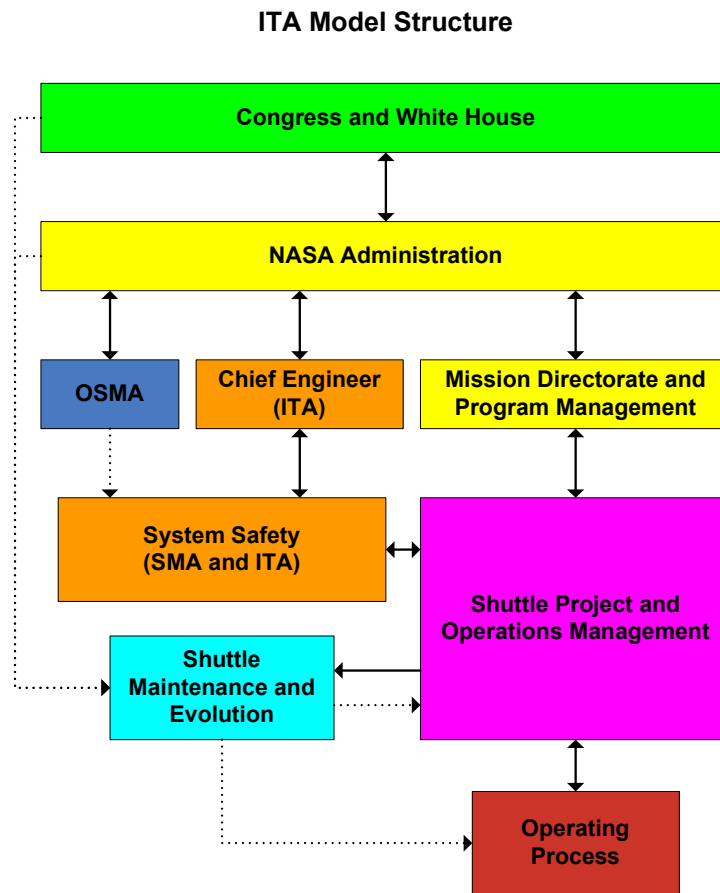 ITA Model Structure
Congress and White House
NASA Administration
OSMA
Chief Engineer
(ITA)
Mission Directorate and
Program Management
System Safety
(SMA and ITA)
Shuttle Project and
Operations Management
Shuttle
Maintenance and
Evolution
Operating
Process